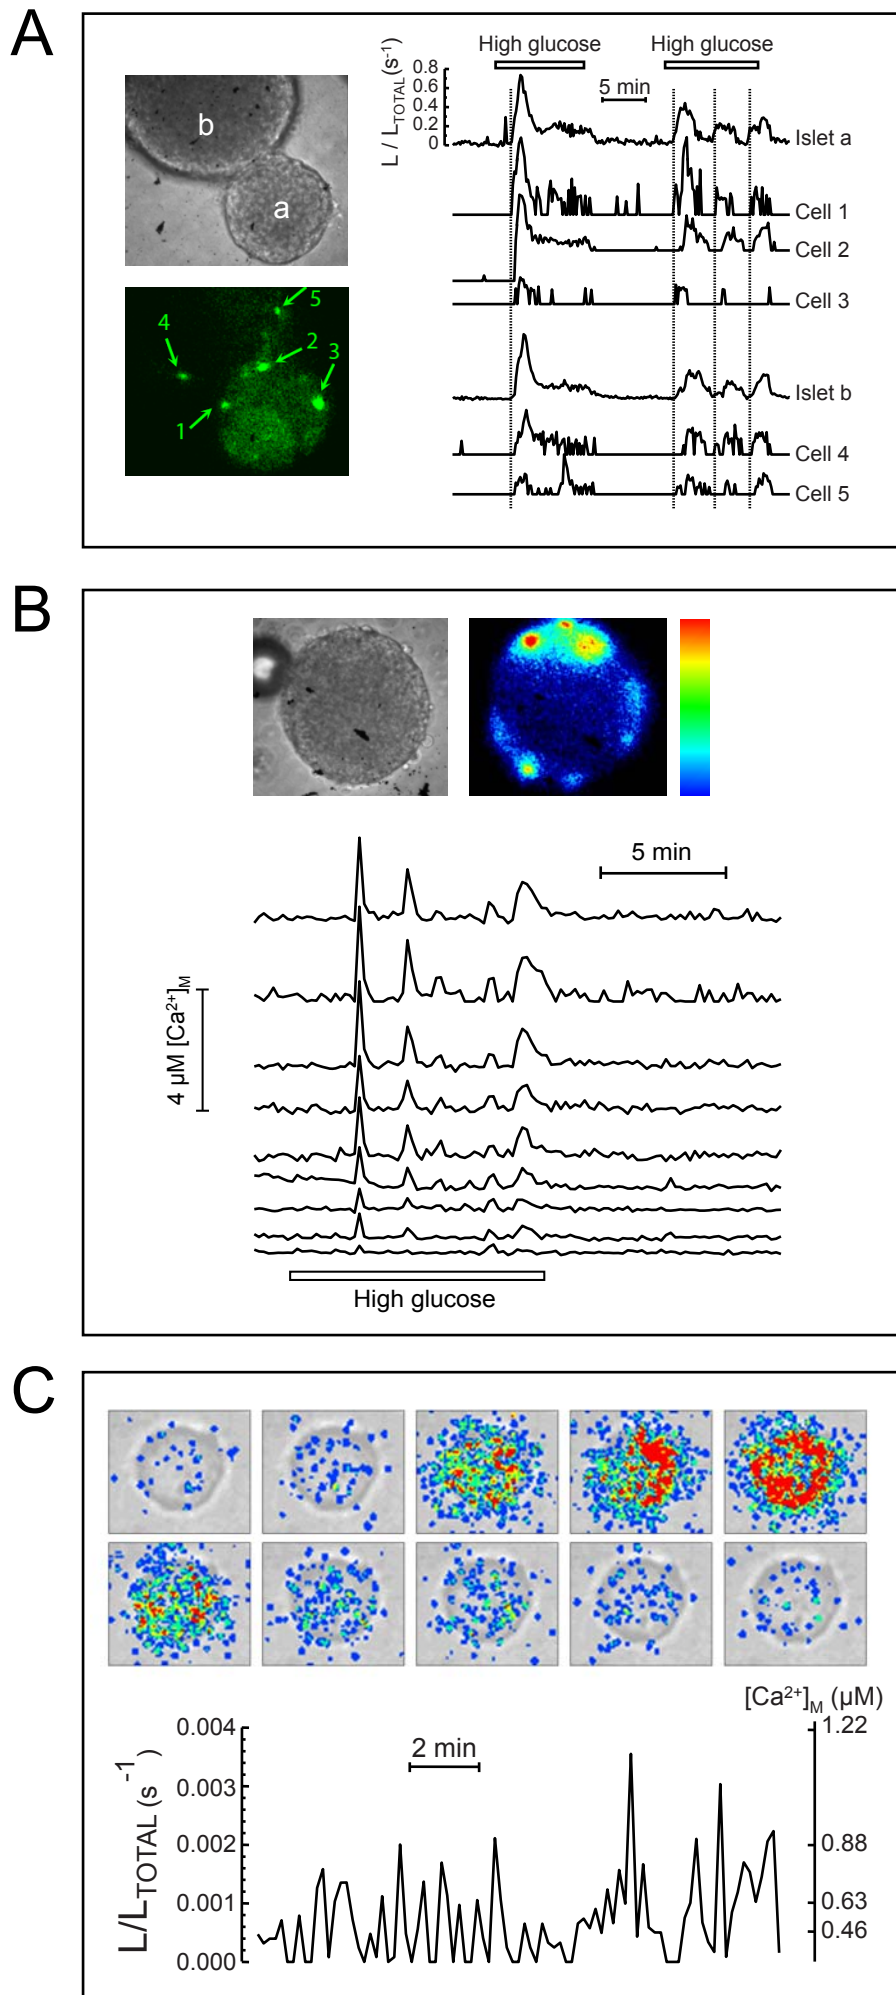 A
High glucose High glucose
L / L_TOTAL (s⁻¹)
0.8
0.6
0.4
0.2
0
5 min
b
a
Islet a
Cell 1
Cell 2
Cell 3
Islet b
Cell 4
Cell 5
5
4
2
3
1
B
5 min
4 µM [Ca²⁺]_M
High glucose
C
[Ca²⁺]_M (µM)
L/L_TOTAL (s⁻¹)
0.004
0.003
0.002
0.001
0.000
2 min
1.22
0.88
0.63
0.46